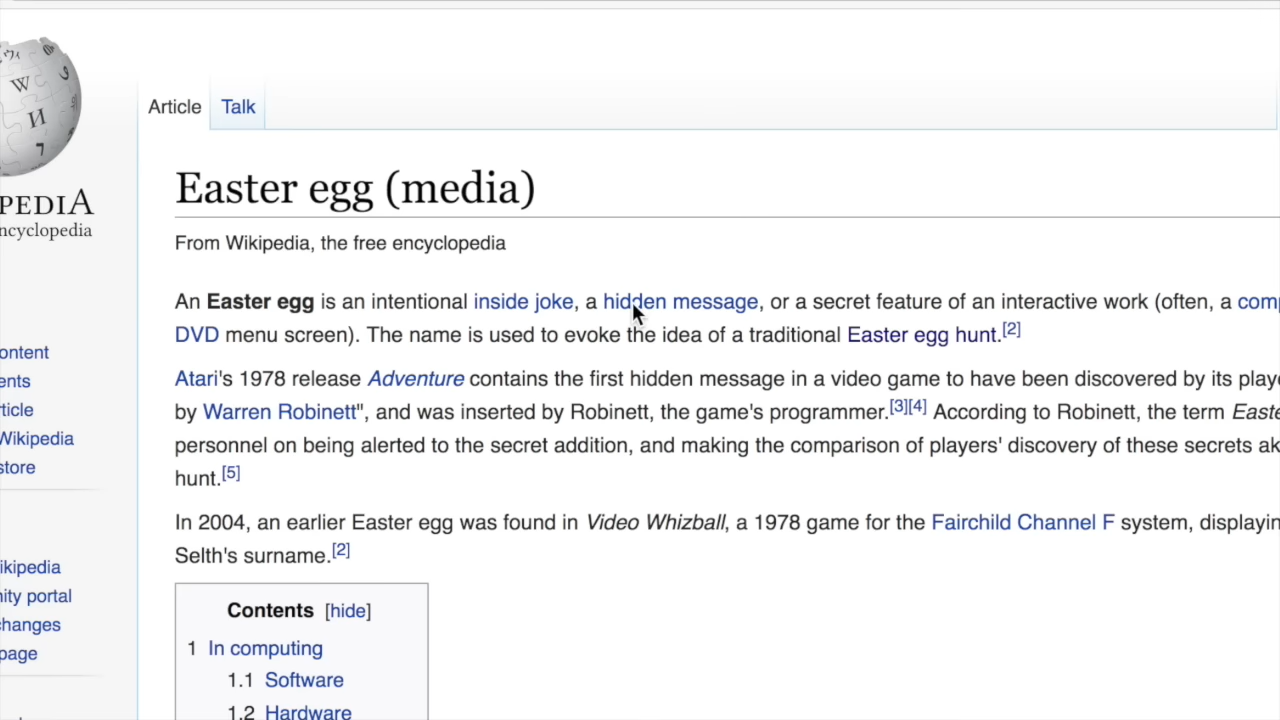 PEDIA
ncyclopedia
Article Talk
Easter egg (media)
From Wikipedia, the free encyclopedia
An Easter egg is an intentional inside joke, a hidden message, or a secret feature of an interactive work (often, a comp
DVD menu screen). The name is used to evoke the idea of a traditional Easter egg hunt.[2]
Atari's 1978 release Adventure contains the first hidden message in a video game to have been discovered by its playe
by Warren Robinett", and was inserted by Robinett, the game's programmer.[3][4] According to Robinett, the term Easte
personnel on being alerted to the secret addition, and making the comparison of players' discovery of these secrets ak
hunt.[5]
In 2004, an earlier Easter egg was found in Video Whizball, a 1978 game for the Fairchild Channel F system, displayin
Selth's surname.[2]
Contents [hide]
1 In computing
1.1 Software
1.2 Hardware
ontent
ents
rticle
Wikipedia
store
ikipedia
nity portal
changes
page